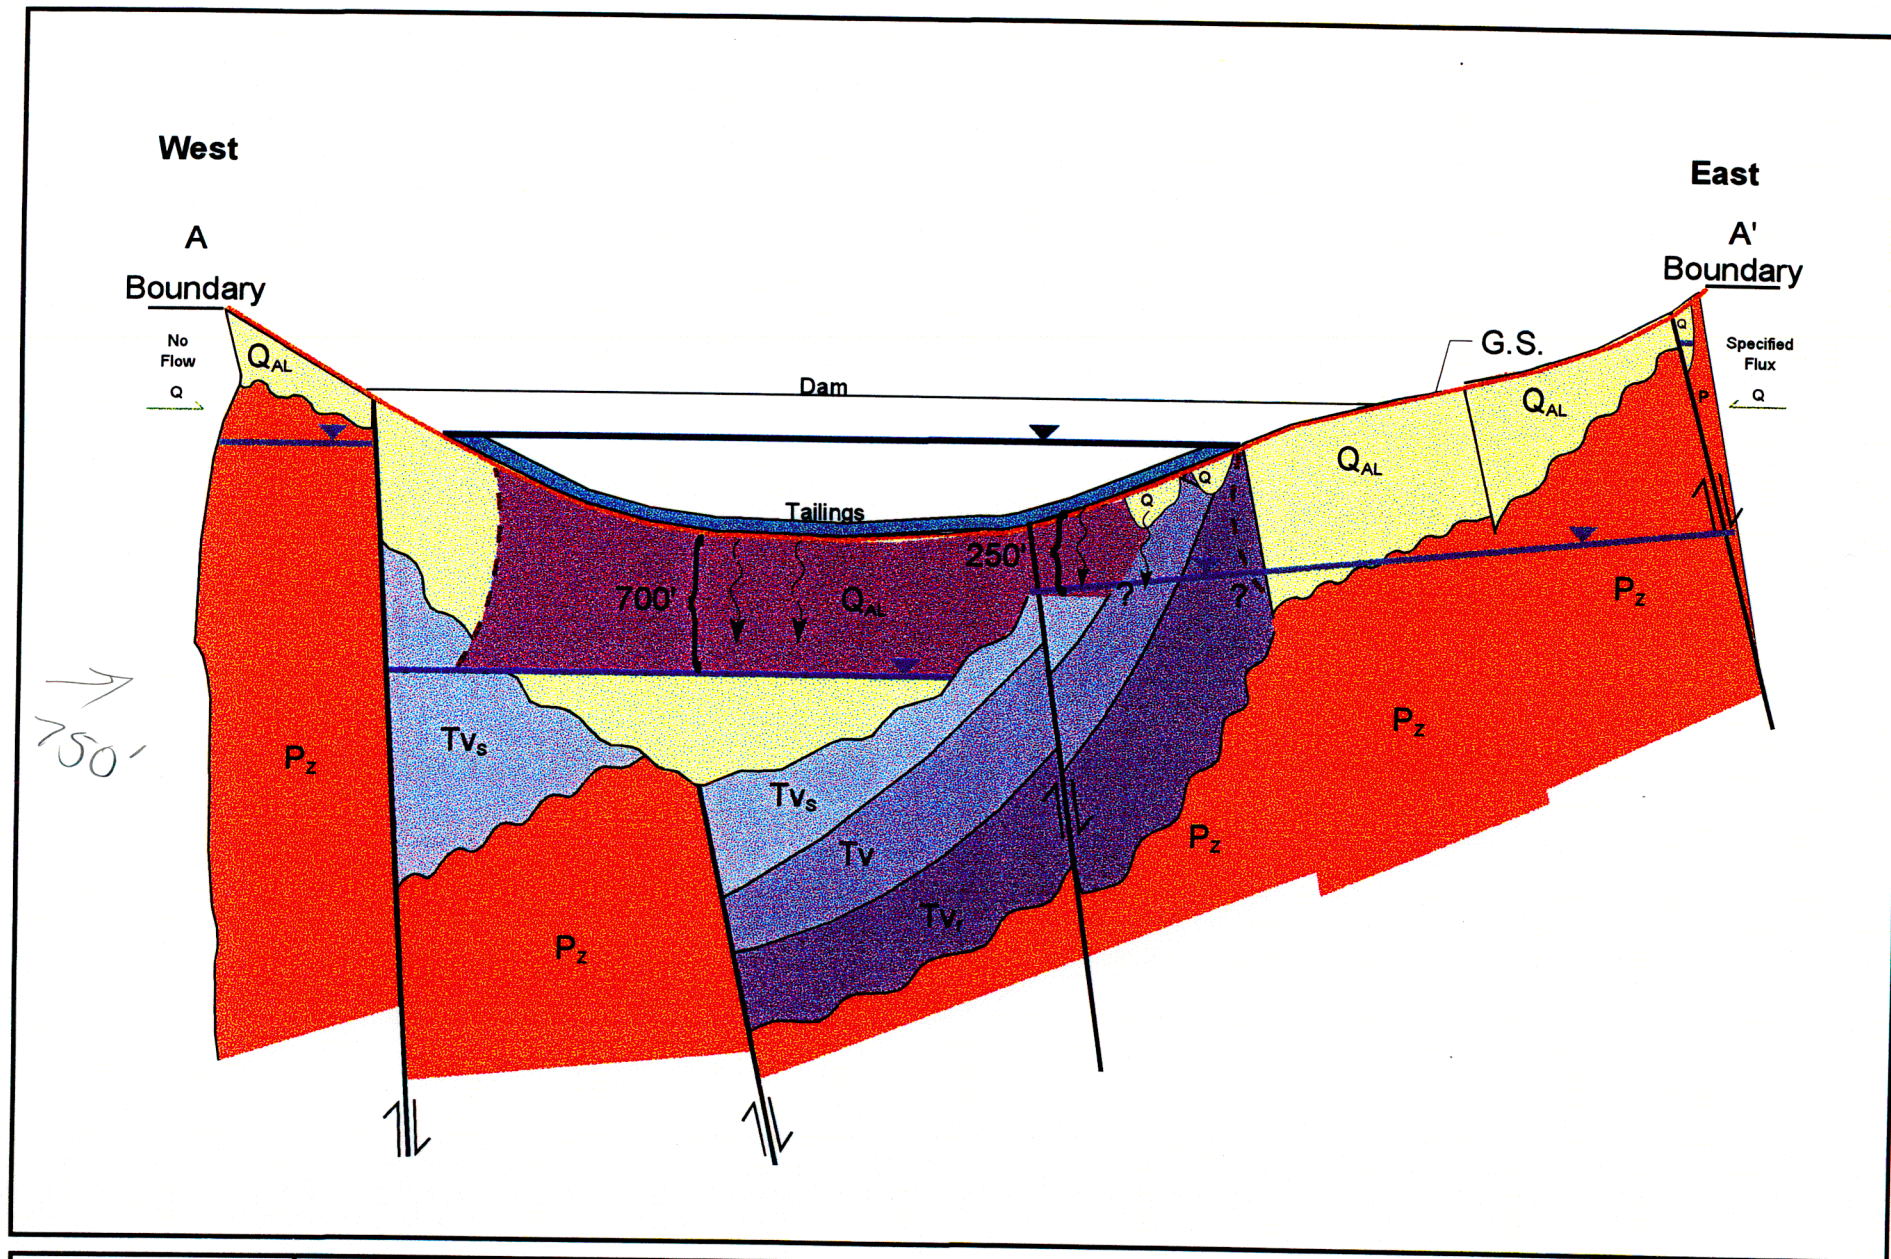 West
East
A
A'
Boundary
Boundary
No
Flow
Q
Specified
Flux
Q
G.S.
Dam
Q
QAL
QAL
QAL
P
Q
Q
Tailings
250'
700'
QAL
?
?
Pz
Pz
>50'
Tvs
Pz
Tvs
Tv
Pz
Tvr
Pz